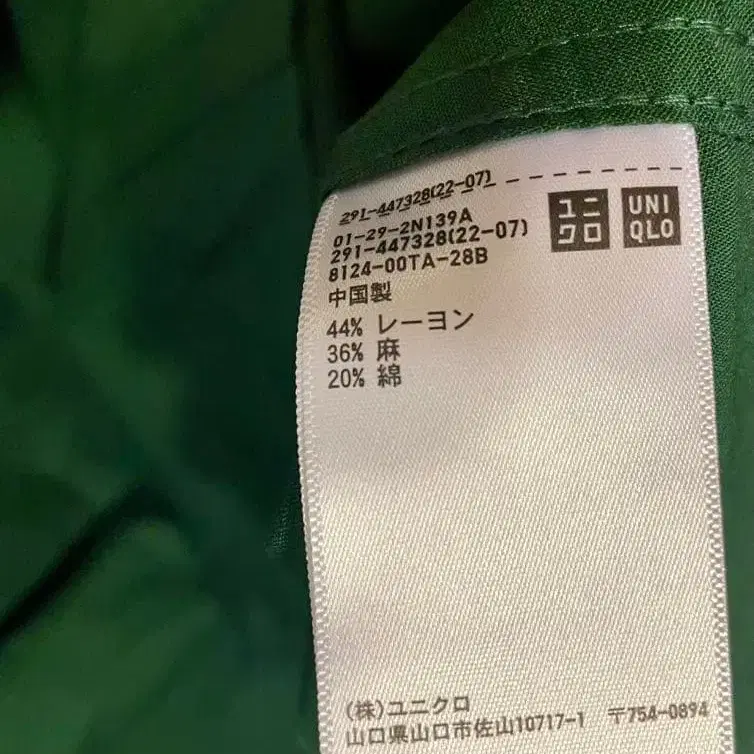 291-447328(22-07)
ユニクロ
UNIQLO
01-29-2N139A
291-447328(22-07)
8124-00TA-28B
中国製
44% レーヨン
36% 麻
20% 綿
(株)ユニクロ
山口県山口市佐山10717-1 〒754-0894